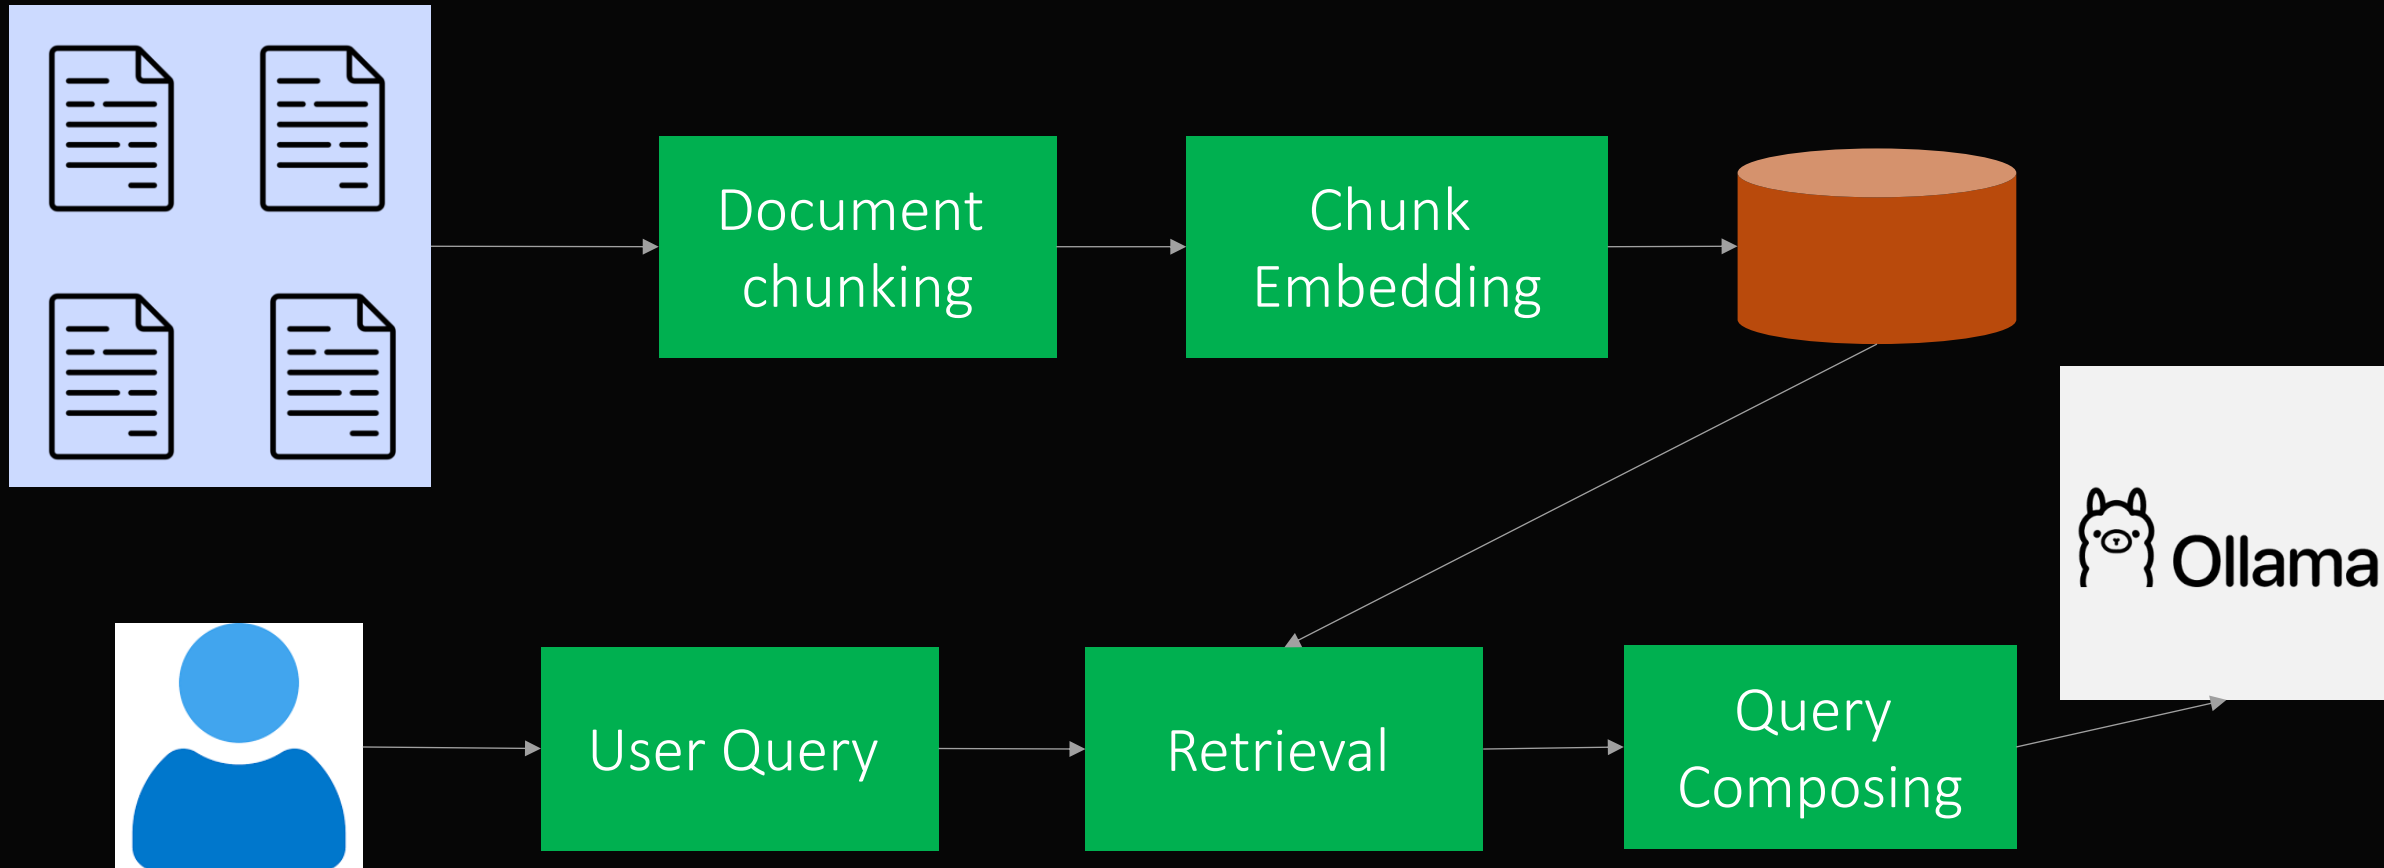 Document
chunking
Chunk
Embedding
Ollama
User Query
Retrieval
Query
Composing